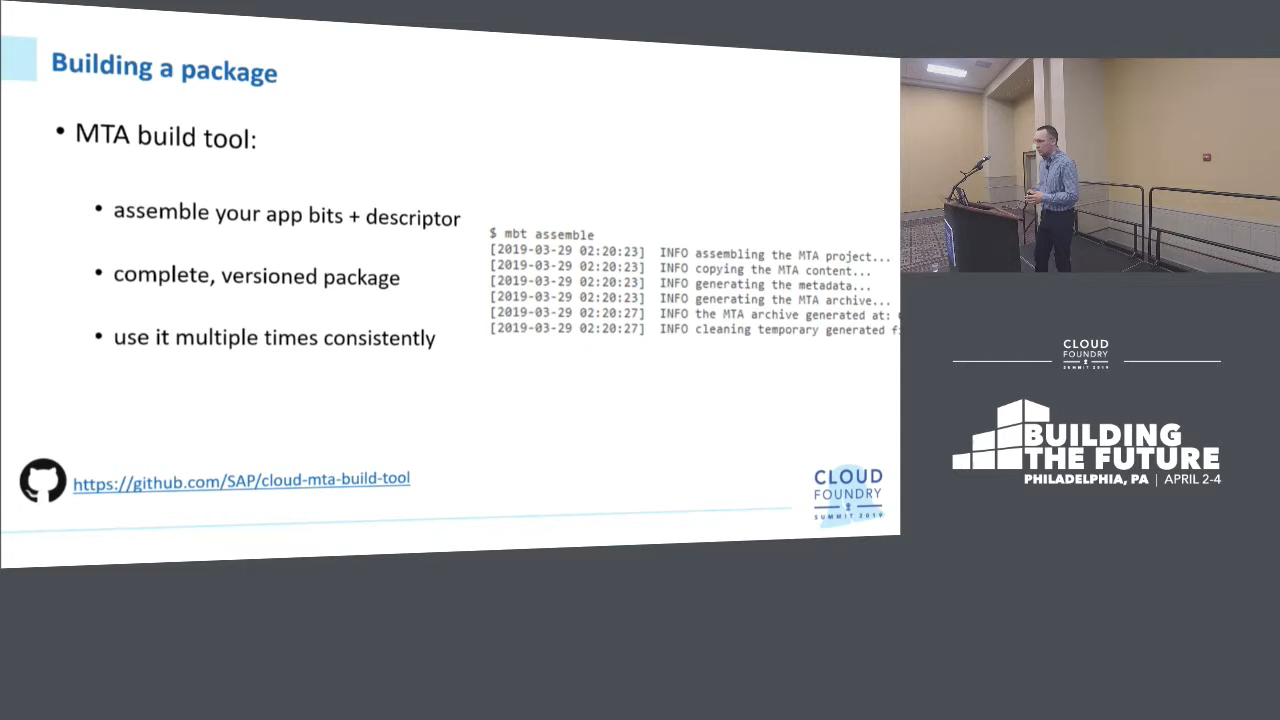 Building a package
• MTA build tool:
• assemble your app bits + descriptor
• complete, versioned package
• use it multiple times consistently
$ mbt assemble
[2019-03-29 02:20:23] INFO assembling the MTA project...
[2019-03-29 02:20:23] INFO copying the MTA content...
[2019-03-29 02:20:23] INFO generating the metadata...
[2019-03-29 02:20:23] INFO generating the MTA archive...
[2019-03-29 02:20:27] INFO the MTA archive generated at:
[2019-03-29 02:20:27] INFO cleaning temporary generated
https://github.com/SAP/cloud-mta-build-tool
CLOUD
FOUNDRY
SUMMIT 2019
CLOUD
FOUNDRY
SUMMIT 2019
BUILDING
THE FUTURE
PHILADELPHIA, PA | APRIL 2-4